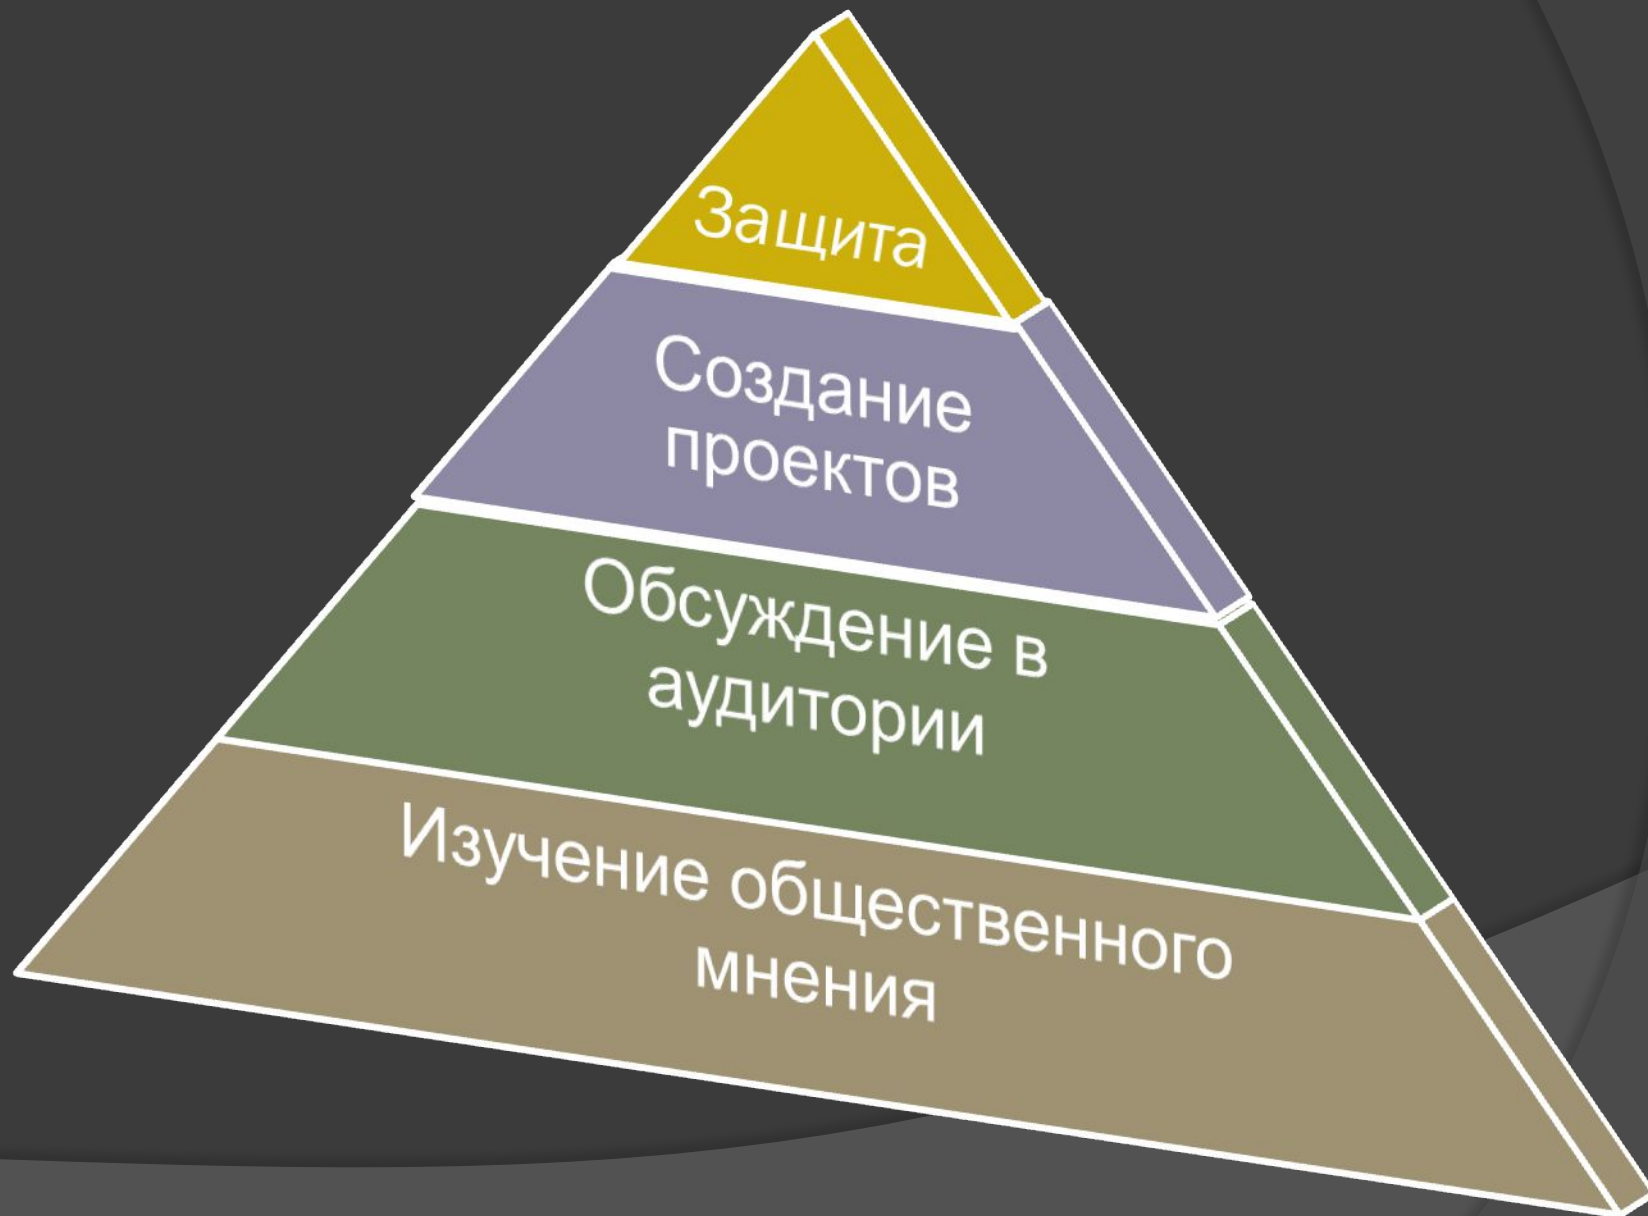 Защита
Создание
проектов
Обсуждение в
аудитории
Изучение общественного
мнения